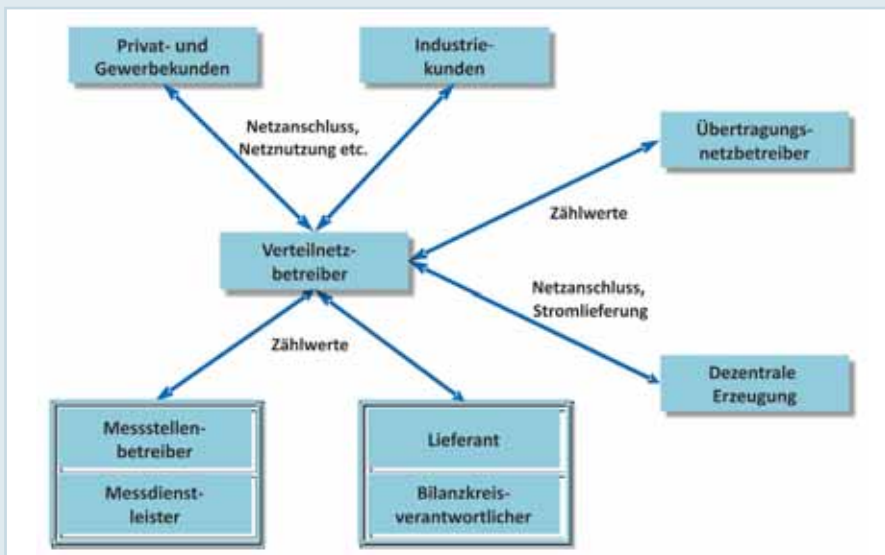 Privat- und
Gewerbekunden
Industrie-
kunden
Netzanschluss,
Netznutzung etc.
Übertragungs-
netzbetreiber
Zählwerte
Verteilnetz-
betreiber
Netzanschluss,
Stromlieferung
Zählwerte
Dezentrale
Erzeugung
Messstellen-
betreiber
Messdienst-
leister
Lieferant
Bilanzkreis-
verantwortlicher